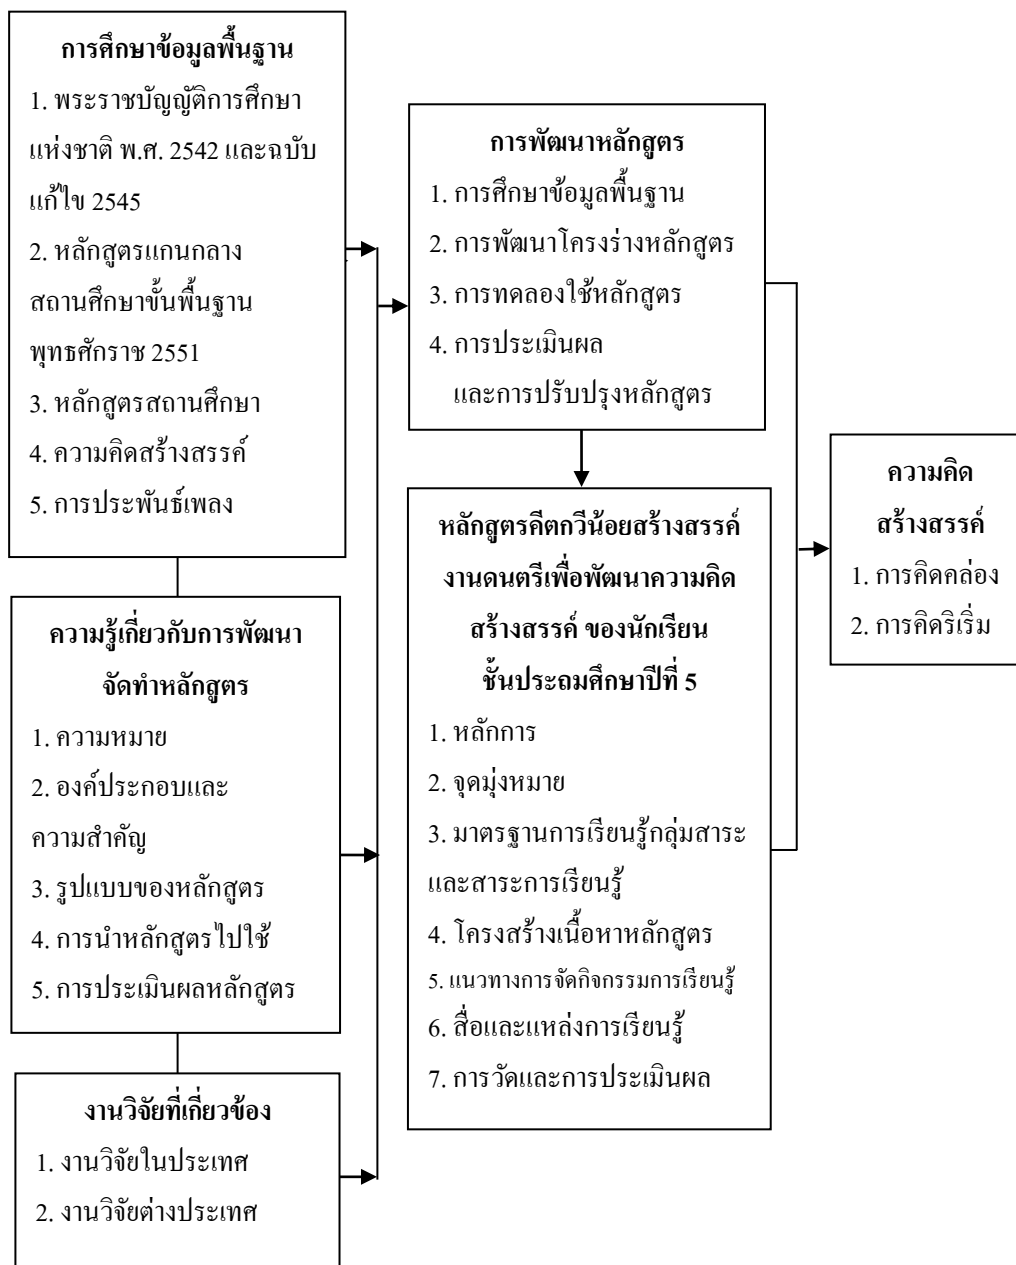 การศึกษาข้อมูลพื้นฐาน
1. พระราชบัญญัติการศึกษา
แห่งชาติ พ.ศ. 2542 และฉบับ
แก้ไข 2545
2. หลักสูตรแกนกลาง
สถานศึกษาขั้นพื้นฐาน
พุทธศักราช 2551
3. หลักสูตรสถานศึกษา
4. ความคิดสร้างสรรค์
5. การประพันธ์เพลง
ความรู้เกี่ยวกับการพัฒนา
จัดทำหลักสูตร
1. ความหมาย
2. องค์ประกอบและ
ความสำคัญ
3. รูปแบบของหลักสูตร
4. การนำหลักสูตรไปใช้
5. การประเมินผลหลักสูตร
งานวิจัยที่เกี่ยวข้อง
1. งานวิจัยในประเทศ
2. งานวิจัยต่างประเทศ
การพัฒนาหลักสูตร
1. การศึกษาข้อมูลพื้นฐาน
2. การพัฒนาโครงร่างหลักสูตร
3. การทดลองใช้หลักสูตร
4. การประเมินผล
และการปรับปรุงหลักสูตร
หลักสูตรคีตกวีน้อยสร้างสรรค์
งานดนตรีเพื่อพัฒนาความคิด
สร้างสรรค์ ของนักเรียน
ชั้นประถมศึกษาปีที่ 5
1. หลักการ
2. จุดมุ่งหมาย
3. มาตรฐานการเรียนรู้กลุ่มสาระ
และสาระการเรียนรู้
4. โครงสร้างเนื้อหาหลักสูตร
5. แนวทางการจัดกิจกรรมการเรียนรู้
6. สื่อและแหล่งการเรียนรู้
7. การวัดและการประเมินผล
ความคิด
สร้างสรรค์
1. การคิดคล่อง
2. การคิดริเริ่ม